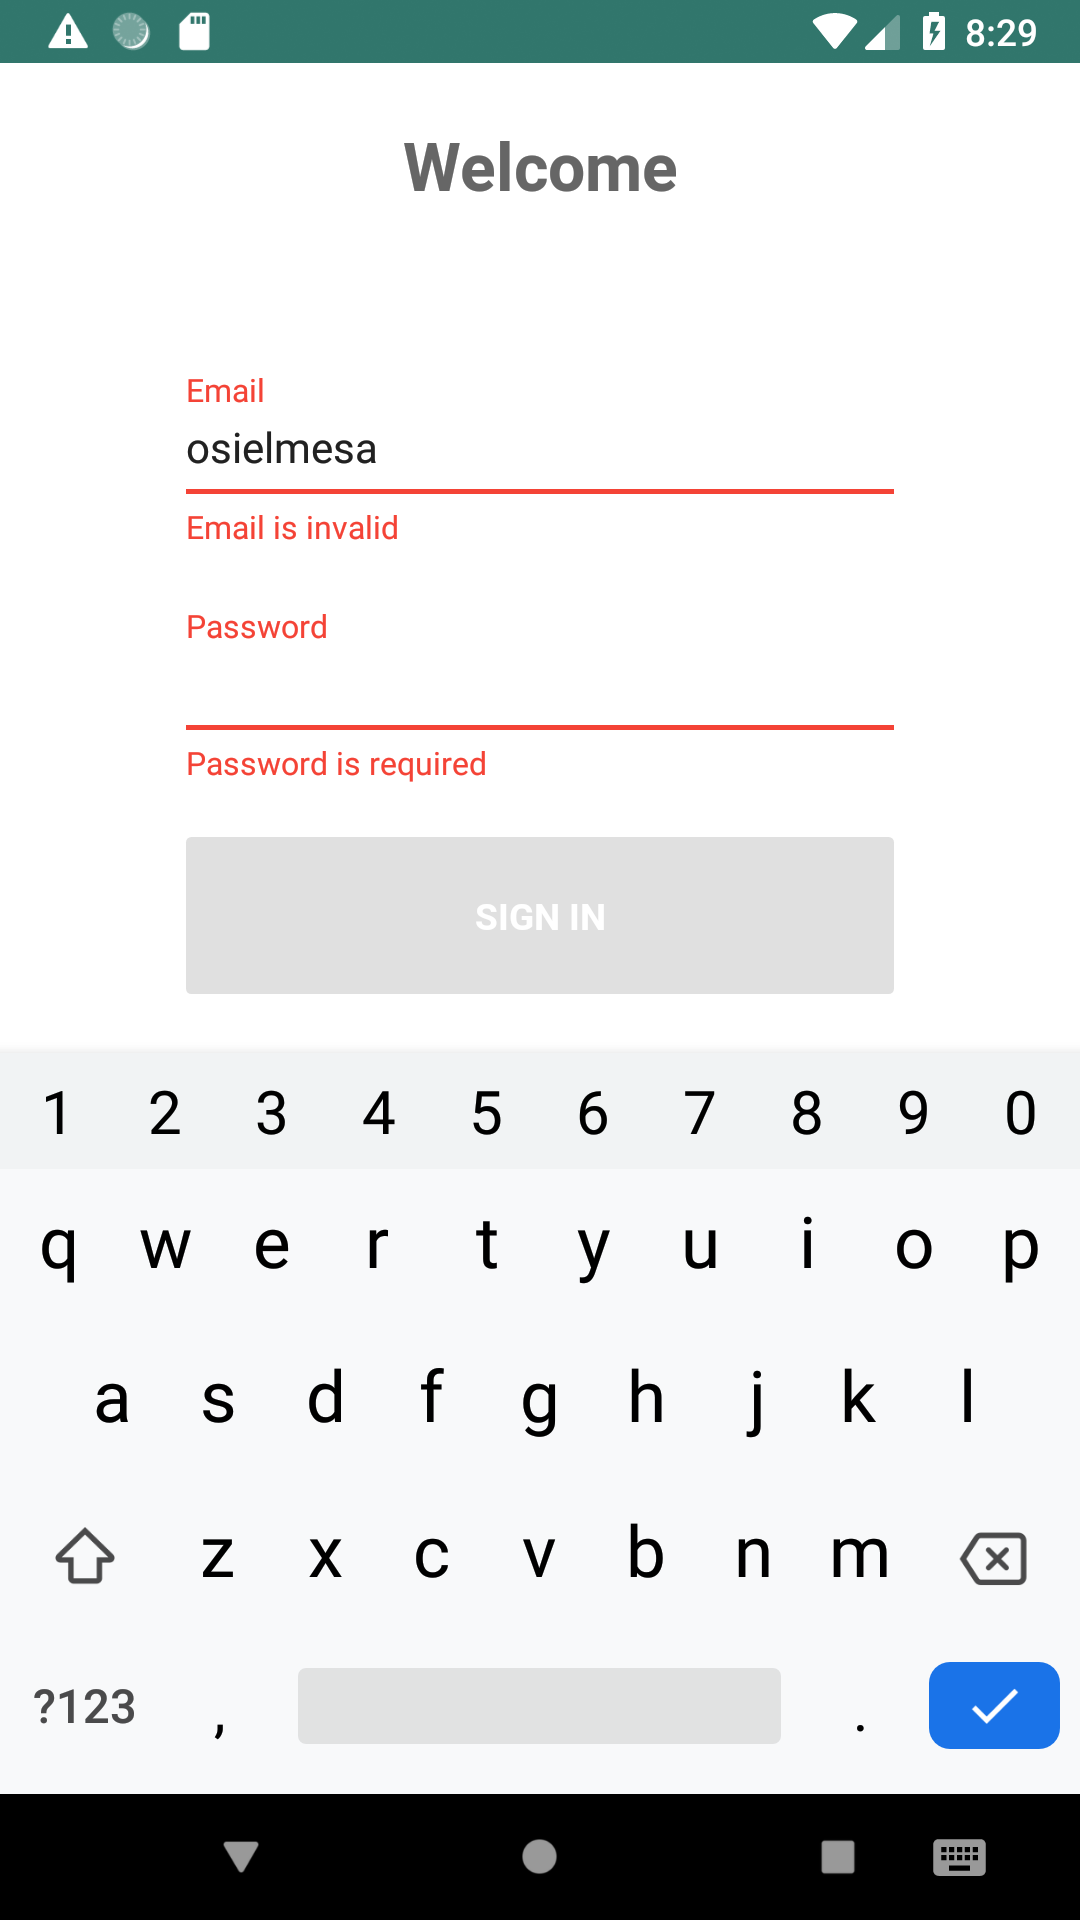 8:29
Welcome
Email
osielmesa
Email is invalid
Password
Password is required
SIGN IN
1 2 3 4 5 6 7 8 9 0
q w e r t y u i o p
a s d f g h j k l
z x c v b n m
?123 , .